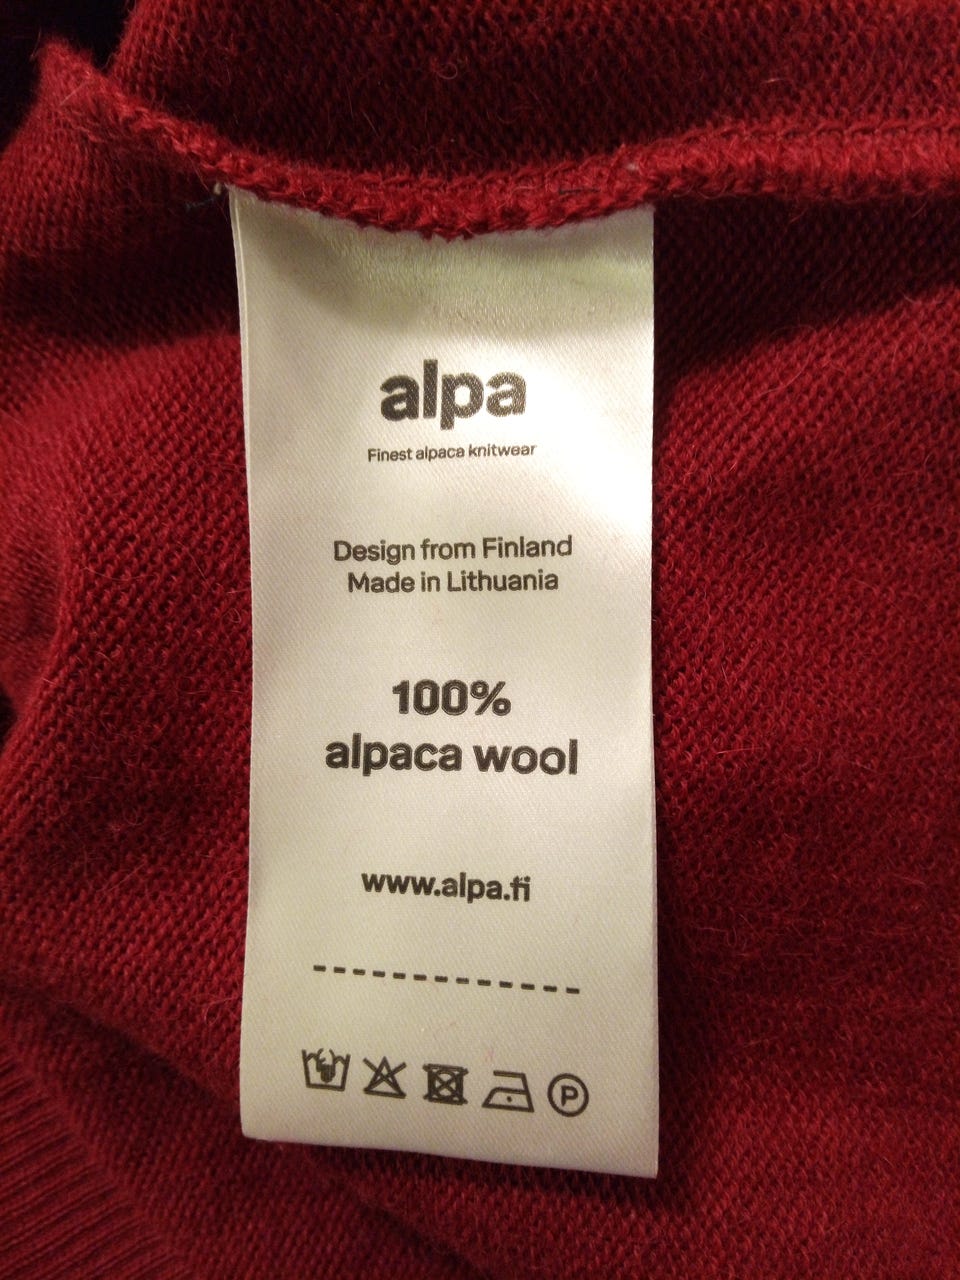 alpa
Finest alpaca knitwear
Design from Finland
Made in Lithuania
100%
alpaca wool
www.alpa.fi
P